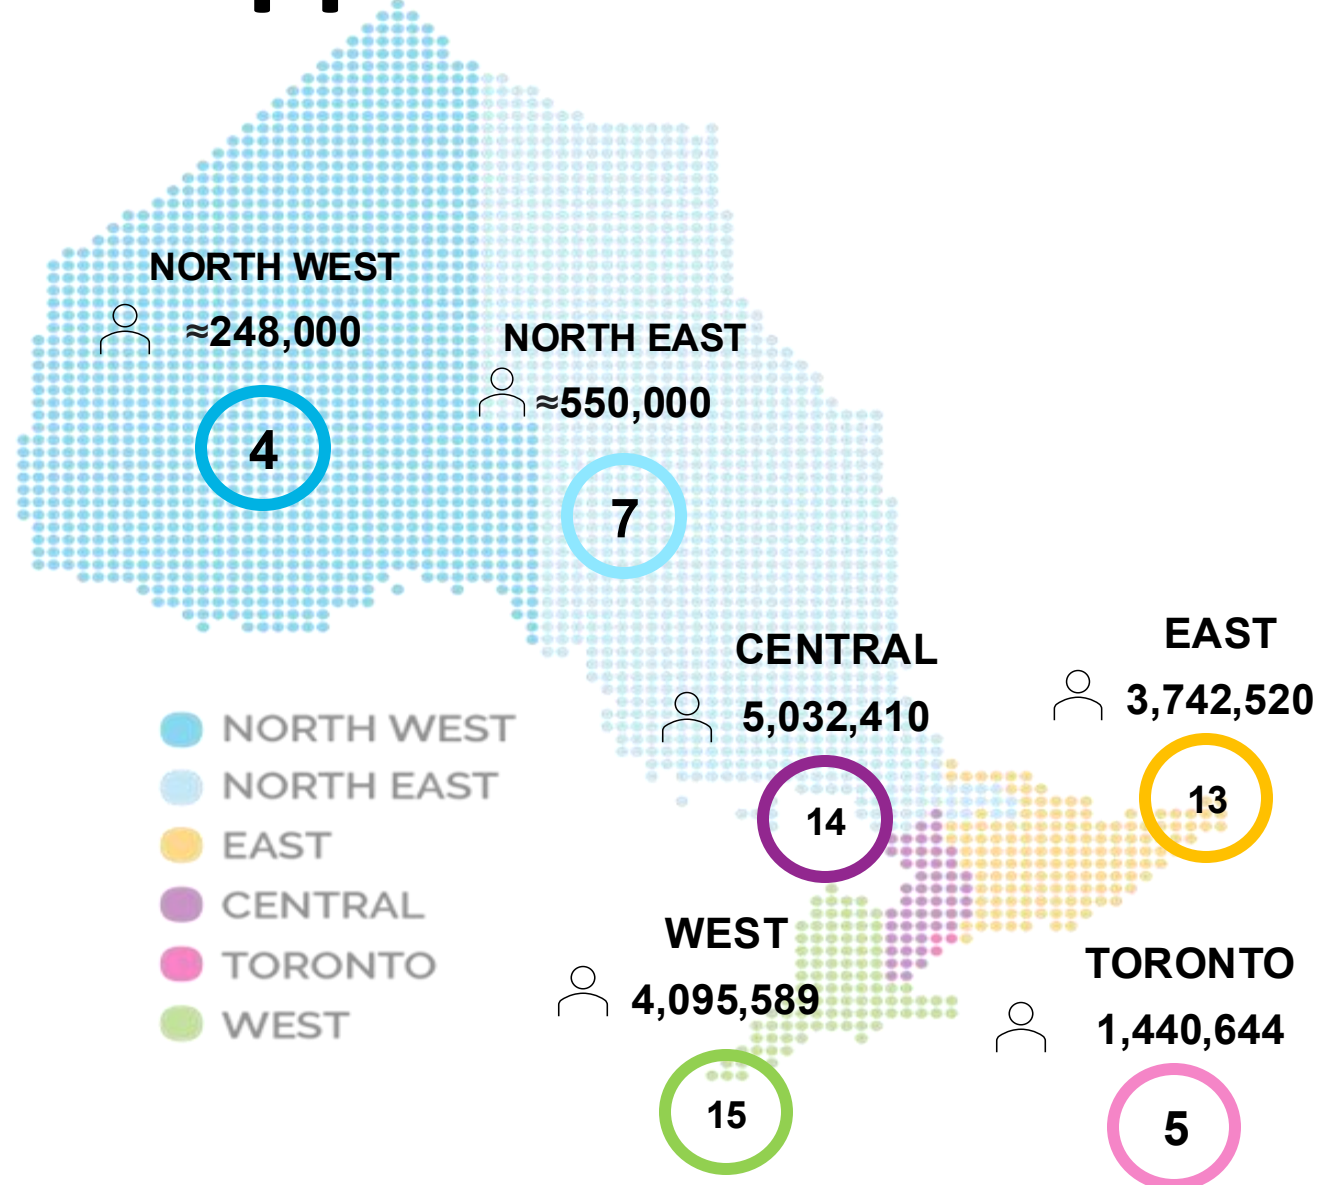 NORTH WEST
≈248,000
4
NORTH EAST
≈550,000
7
CENTRAL
5,032,410
14
EAST
3,742,520
13
WEST
4,095,589
15
TORONTO
1,440,644
5
NORTH WEST
NORTH EAST
EAST
CENTRAL
TORONTO
WEST